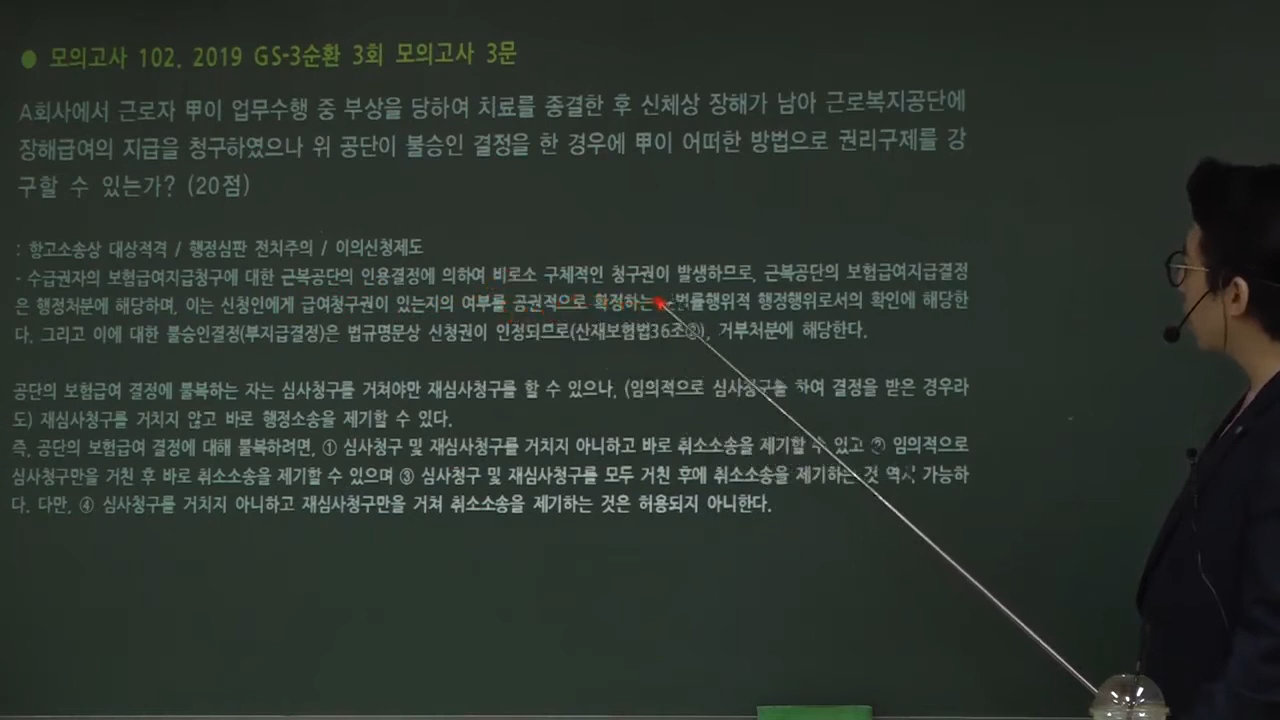 ● 모의고사 102. 2019 GS-3순환 3회 모의고사 3문
A회사에서 근로자 甲이 업무수행 중 부상을 당하여 치료를 종결한 후 신체상 장해가 남아 근로복지공단에
장해급여의 지급을 청구하였으나 위 공단이 불승인 결정을 한 경우에 甲이 어떠한 방법으로 권리구제를 강
구할 수 있는가? (20점)
: 항고소송상 대상적격 / 행정심판 전치주의 / 이의신청제도
- 수급권자의 보험급여지급청구에 대한 근복공단의 인용결정에 의하여 비로소 구체적인 청구권이 발생하므로, 근복공단의 보험급여지급결정
은 행정처분에 해당하며, 이는 신청인에게 급여청구권이 있는지의 여부를 공권적으로 확정하는 준법률행위적 행정행위로서의 확인에 해당한
다. 그리고 이에 대한 불승인결정(부지급결정)은 법규명문상 신청권이 인정되므로(산재보험법36조②), 거부처분에 해당한다.
공단의 보험급여 결정에 불복하는 자는 심사청구를 거쳐야만 재심사청구를 할 수 있으나, (임의적으로 심사청구를 하여 결정을 받은 경우라
도) 재심사청구를 거치지 않고 바로 행정소송을 제기할 수 있다.
즉, 공단의 보험급여 결정에 대해 불복하려면, ① 심사청구 및 재심사청구를 거치지 아니하고 바로 취소소송을 제기할 수 있고 ② 임의적으로
심사청구만을 거친 후 바로 취소소송을 제기할 수 있으며 ③ 심사청구 및 재심사청구를 모두 거친 후에 취소소송을 제기하는 것 역시 가능하
다. 다만, ④ 심사청구를 거치지 아니하고 재심사청구만을 거쳐 취소소송을 제기하는 것은 허용되지 아니한다.